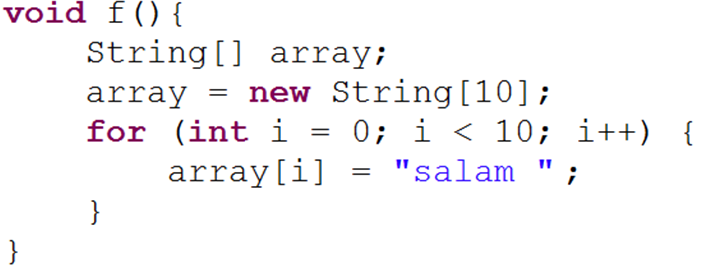 void f(){
    String[] array;
    array = new String[10];
    for (int i = 0; i < 10; i++) {
        array[i] = "salam ";
    }
}